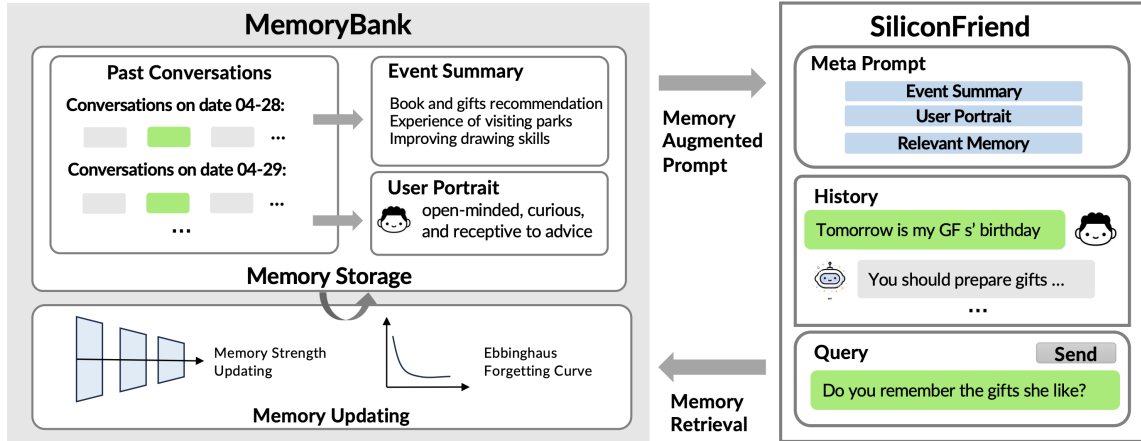 MemoryBank
Past Conversations
Conversations on date 04-28:
...
Conversations on date 04-29:
...
...
Event Summary
Book and gifts recommendation
Experience of visiting parks
Improving drawing skills
User Portrait
open-minded, curious,
and receptive to advice
Memory Storage
Memory Strength
Updating
Ebbinghaus
Forgetting Curve
Memory Updating
Memory
Augmented
Prompt
Memory
Retrieval
SiliconFriend
Meta Prompt
Event Summary
User Portrait
Relevant Memory
History
Tomorrow is my GF s' birthday
You should prepare gifts ...
...
Query
Send
Do you remember the gifts she like?